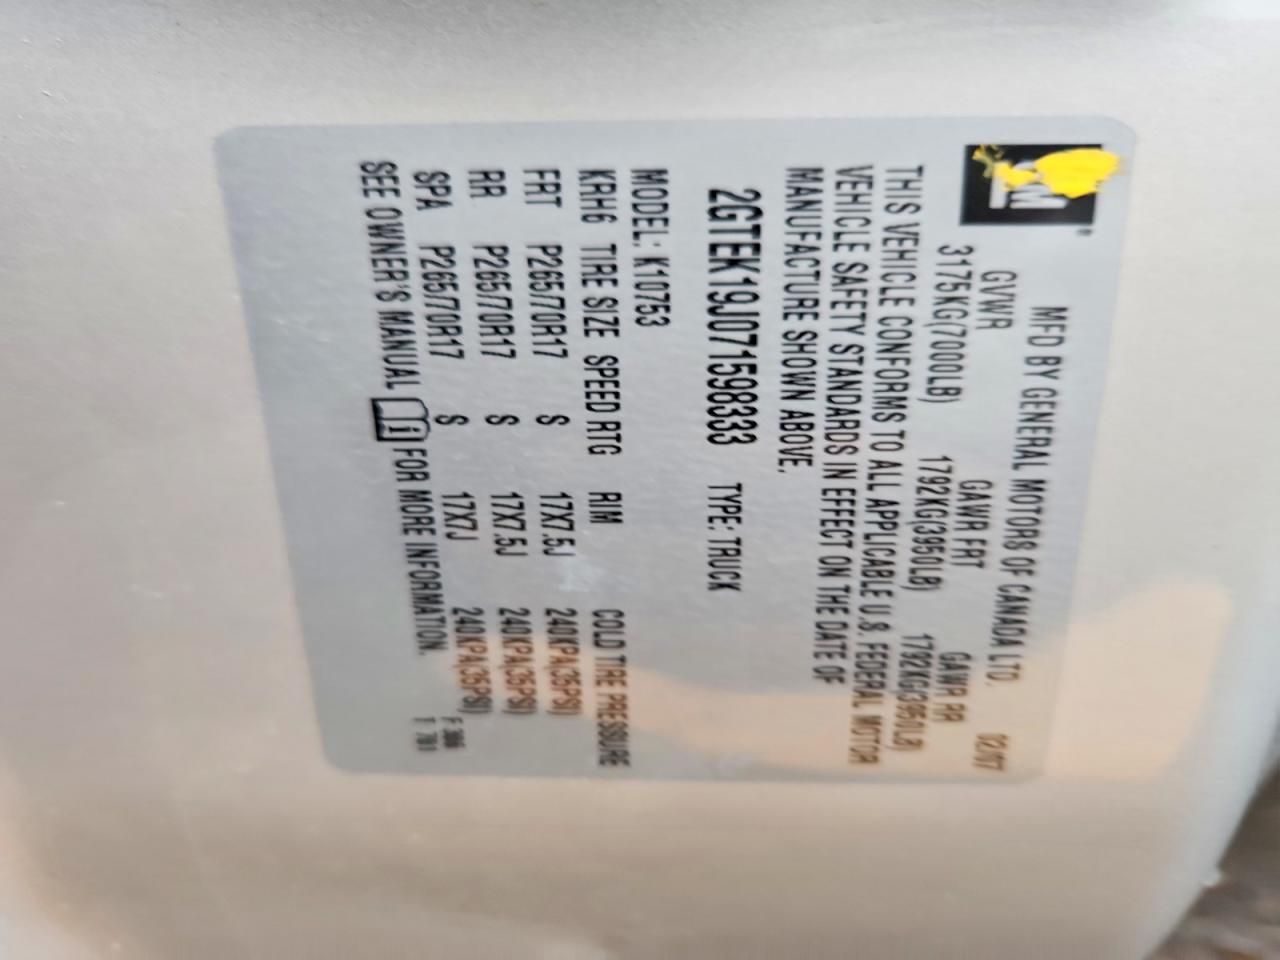 GM
MFD BY GENERAL MOTORS OF CANADA LTD. 02/07
GVWR GAWR FRT GAWR RR
3175KG(7000LB) 1792KG(3950LB) 1792KG(3950LB)
THIS VEHICLE CONFORMS TO ALL APPLICABLE U.S. FEDERAL MOTOR
VEHICLE SAFETY STANDARDS IN EFFECT ON THE DATE OF
MANUFACTURE SHOWN ABOVE.
2GTEK19J071598333 TYPE: TRUCK
MODEL: K10753
KRH6 TIRE SIZE SPEED RTG RIM COLD TIRE PRESSURE
FRT P265/70R17 S 17X7.5J 240KPA(35PSI)
RR P265/70R17 S 17X7.5J 240KPA(35PSI)
SPA P265/70R17 S 17X7J 240KPA(35PSI)
SEE OWNER'S MANUAL i FOR MORE INFORMATION.